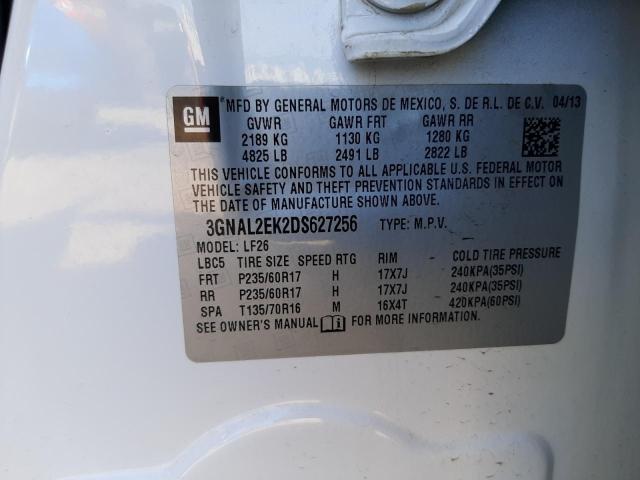 GM
MFD BY GENERAL MOTORS DE MEXICO, S. DE R.L. DE C.V. 04/13
GVWR GAWR FRT GAWR RR
2189 KG 1130 KG 1280 KG
4825 LB 2491 LB 2822 LB
THIS VEHICLE CONFORMS TO ALL APPLICABLE U.S. FEDERAL MOTOR
VEHICLE SAFETY AND THEFT PREVENTION STANDARDS IN EFFECT ON
THE DATE OF MANUFACTURE SHOWN ABOVE.
3GNAL2EK2DS627256 TYPE: M.P.V.
MODEL: LF26
LBC5 TIRE SIZE SPEED RTG RIM COLD TIRE PRESSURE
FRT P235/60R17 H 17X7J 240KPA(35PSI)
RR P235/60R17 H 17X7J 240KPA(35PSI)
SPA T135/70R16 M 16X4T 420KPA(60PSI)
SEE OWNER'S MANUAL FOR MORE INFORMATION.